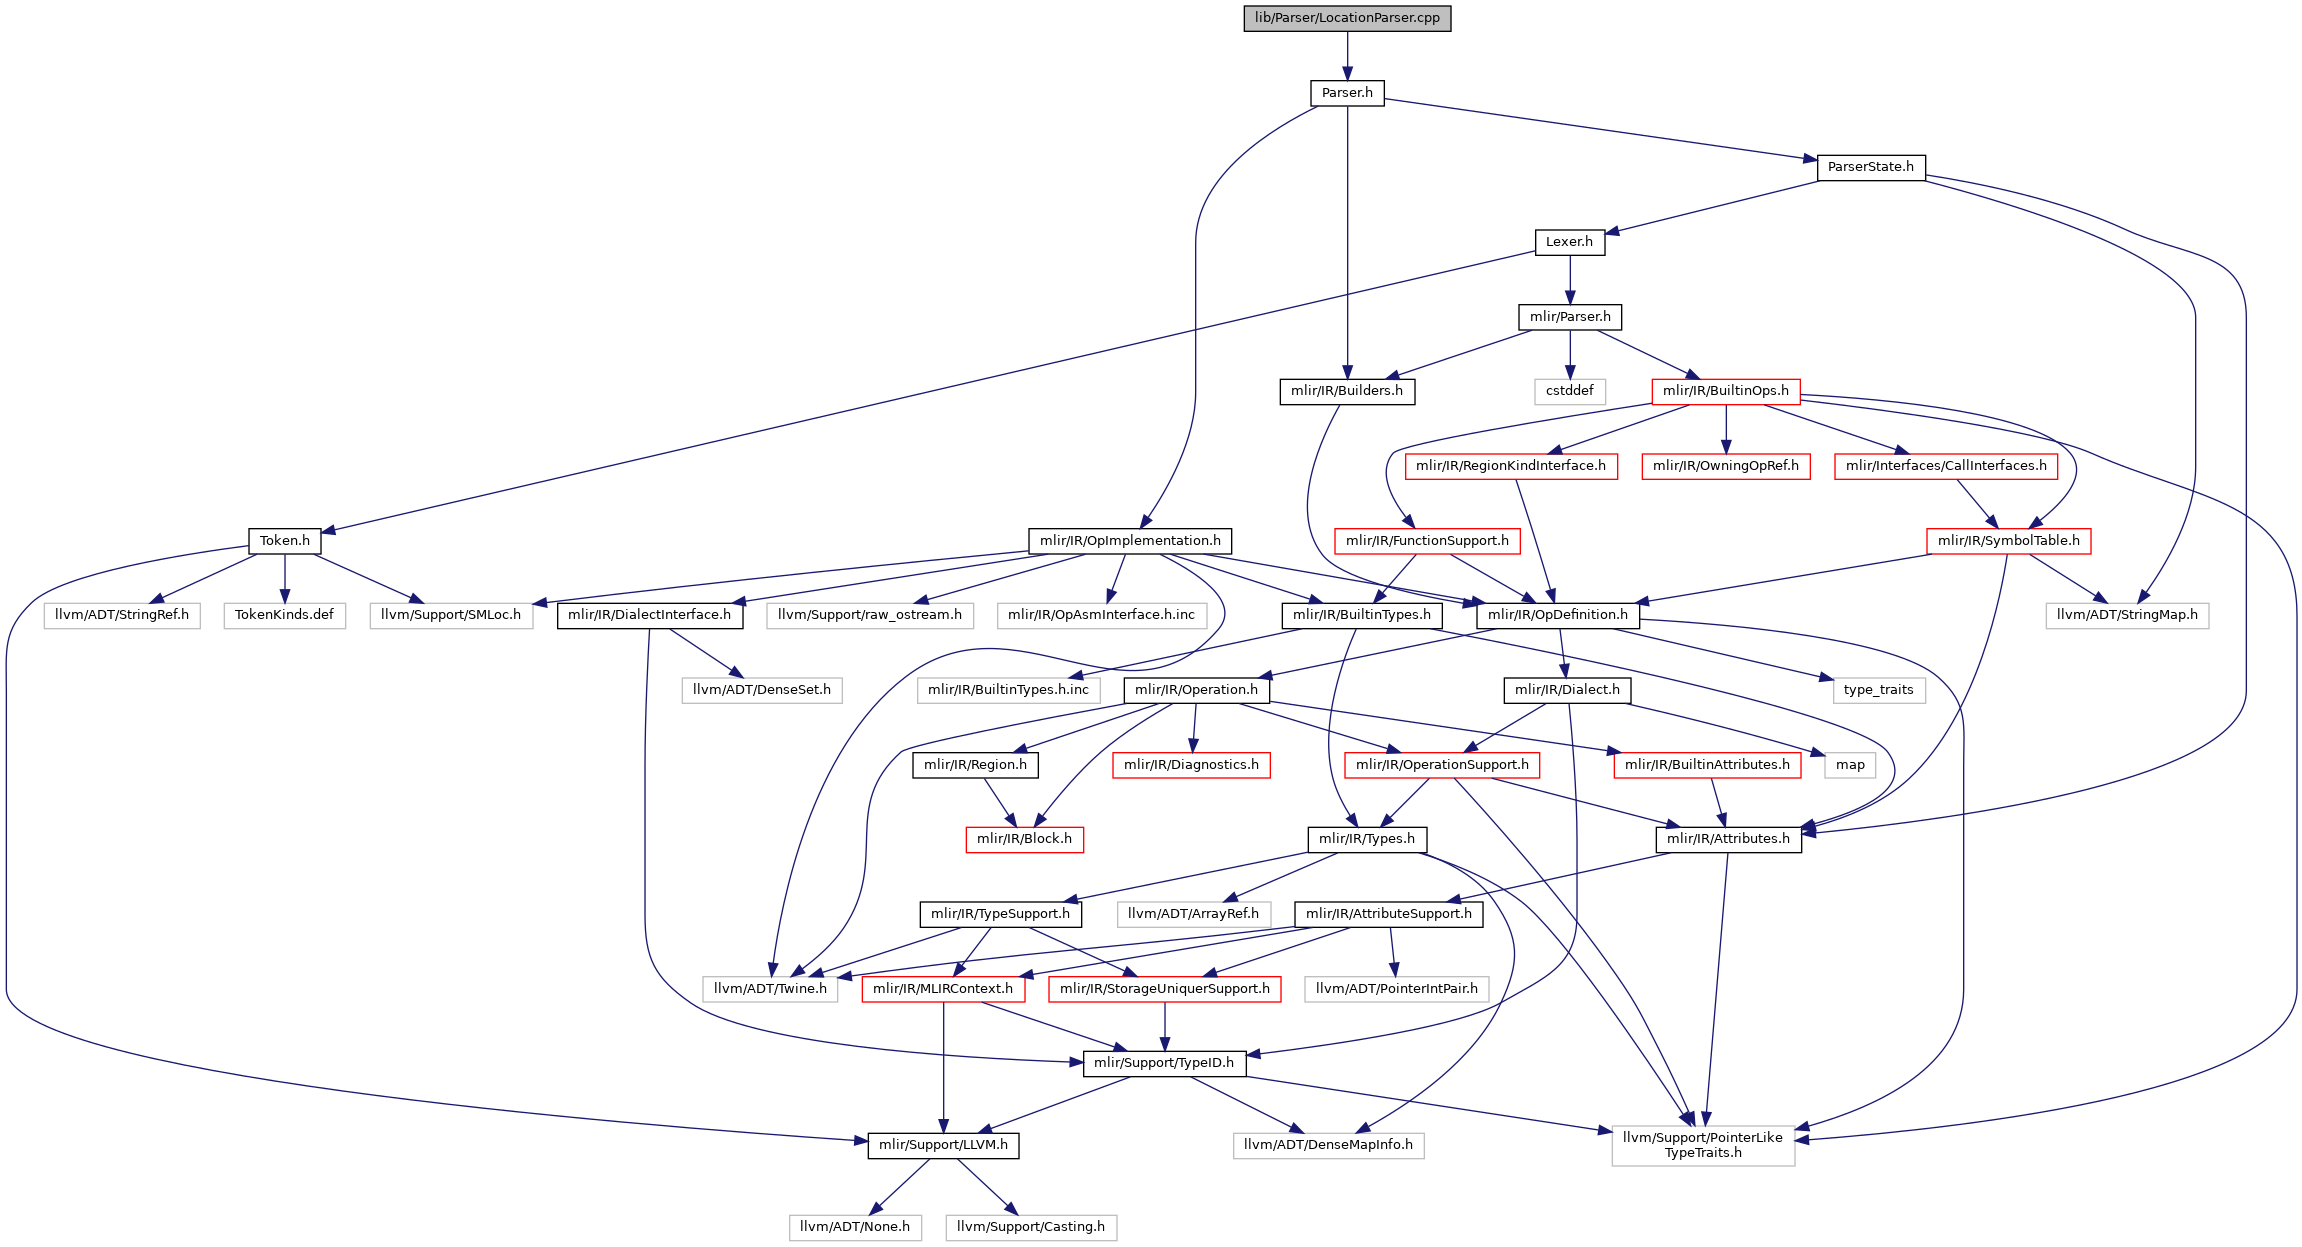 lib/Parser/LocationParser.cpp
Parser.h
ParserState.h
Lexer.h
mlir/Parser.h
mlir/IR/Builders.h
cstddef
mlir/IR/BuiltinOps.h
mlir/IR/RegionKindInterface.h
mlir/IR/OwningOpRef.h
mlir/Interfaces/CallInterfaces.h
Token.h
mlir/IR/OpImplementation.h
mlir/IR/FunctionSupport.h
mlir/IR/SymbolTable.h
llvm/ADT/StringRef.h
TokenKinds.def
llvm/Support/SMLoc.h
mlir/IR/DialectInterface.h
llvm/Support/raw_ostream.h
mlir/IR/OpAsmInterface.h.inc
mlir/IR/BuiltinTypes.h
mlir/IR/OpDefinition.h
llvm/ADT/StringMap.h
llvm/ADT/DenseSet.h
mlir/IR/BuiltinTypes.h.inc
mlir/IR/Operation.h
mlir/IR/Dialect.h
type_traits
mlir/IR/Region.h
mlir/IR/Diagnostics.h
mlir/IR/OperationSupport.h
mlir/IR/BuiltinAttributes.h
map
mlir/IR/Block.h
mlir/IR/Types.h
mlir/IR/Attributes.h
mlir/IR/TypeSupport.h
llvm/ADT/ArrayRef.h
mlir/IR/AttributeSupport.h
llvm/ADT/Twine.h
mlir/IR/MLIRContext.h
mlir/IR/StorageUniquerSupport.h
llvm/ADT/PointerIntPair.h
mlir/Support/TypeID.h
mlir/Support/LLVM.h
llvm/ADT/DenseMapInfo.h
llvm/Support/PointerLike
TypeTraits.h
llvm/ADT/None.h
llvm/Support/Casting.h